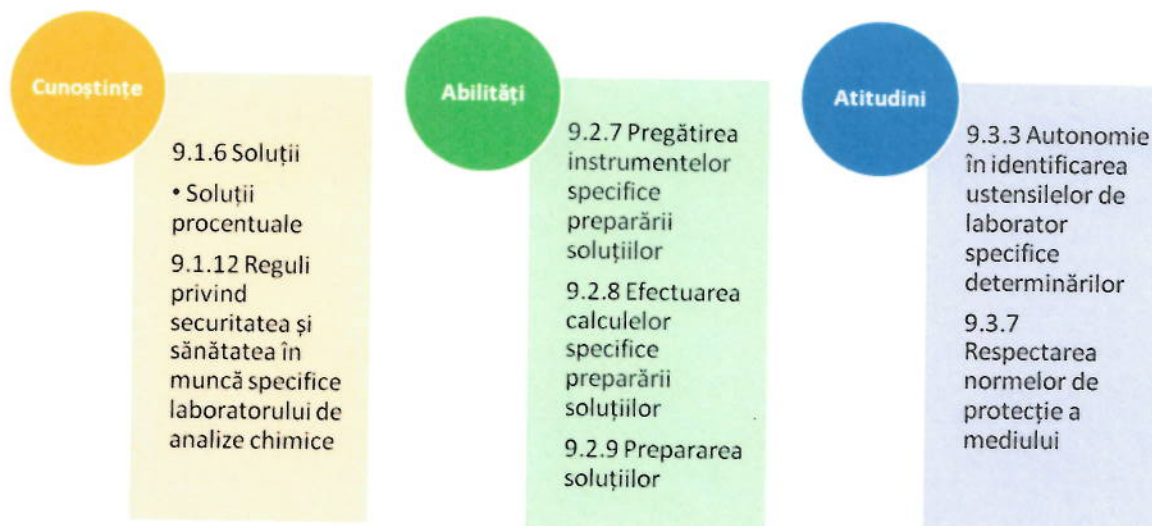 Cunoștințe
9.1.6 Soluții
• Soluții
procentuale
9.1.12 Reguli
privind
securitatea și
sănătatea în
muncă specifice
laboratorului de
analize chimice
Abilități
9.2.7 Pregătirea
instrumentelor
specifice
preparării
soluțiilor
9.2.8 Efectuarea
calculelor
specifice
preparării
soluțiilor
9.2.9 Prepararea
soluțiilor
Atitudini
9.3.3 Autonomie
în identificarea
ustensilelor de
laborator
specifice
determinărilor
9.3.7
Respectarea
normelor de
protecție a
mediului